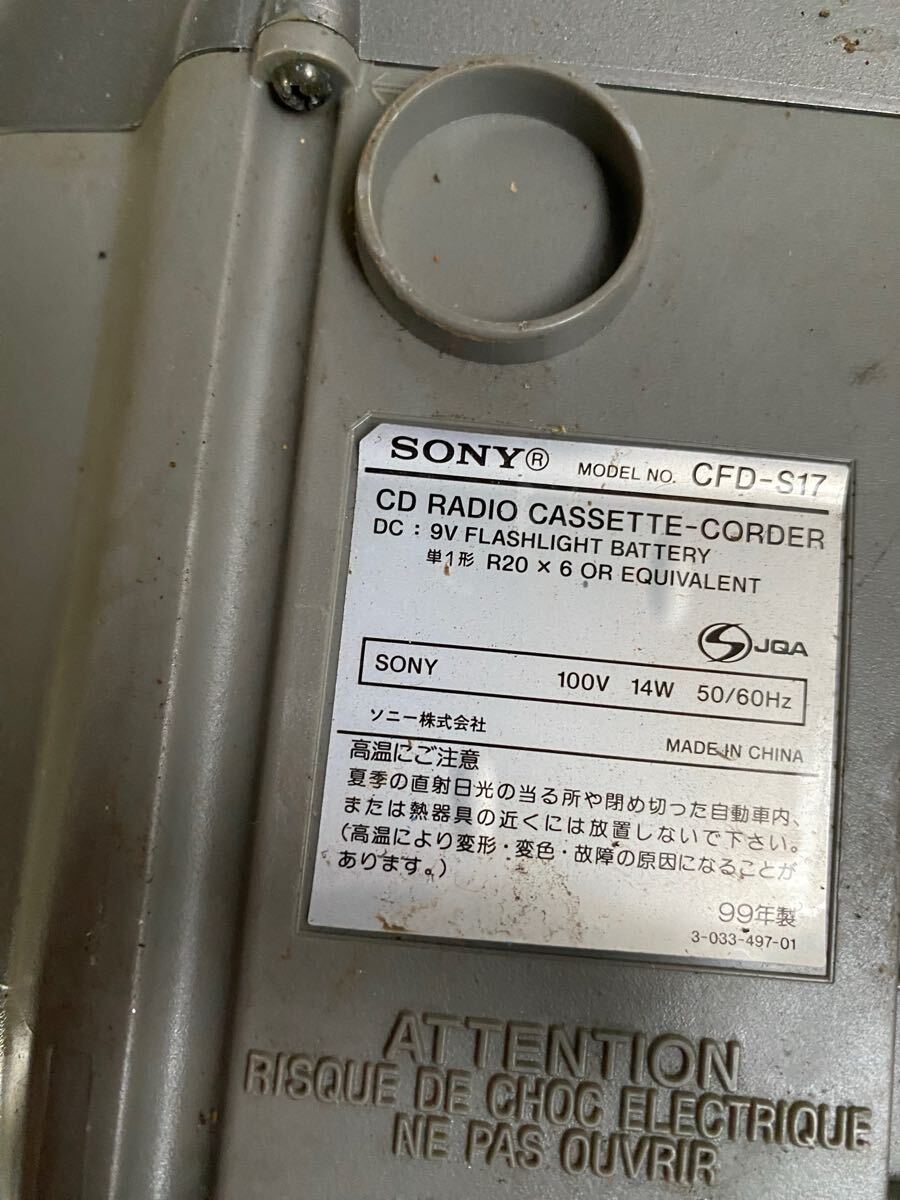 SONY® MODEL NO. CFD-S17
CD RADIO CASSETTE-CORDER
DC : 9V FLASHLIGHT BATTERY
単1形 R20 × 6 OR EQUIVALENT
JQA
SONY 100V 14W 50/60Hz
ソニー株式会社 MADE IN CHINA
高温にご注意
夏季の直射日光の当る所や閉め切った自動車内、
または熱器具の近くには放置しないで下さい。
(高温により変形・変色・故障の原因になることが
あります。)
99年製
3-033-497-01
ATTENTION
RISQUE DE CHOC ELECTRIQUE
NE PAS OUVRIR